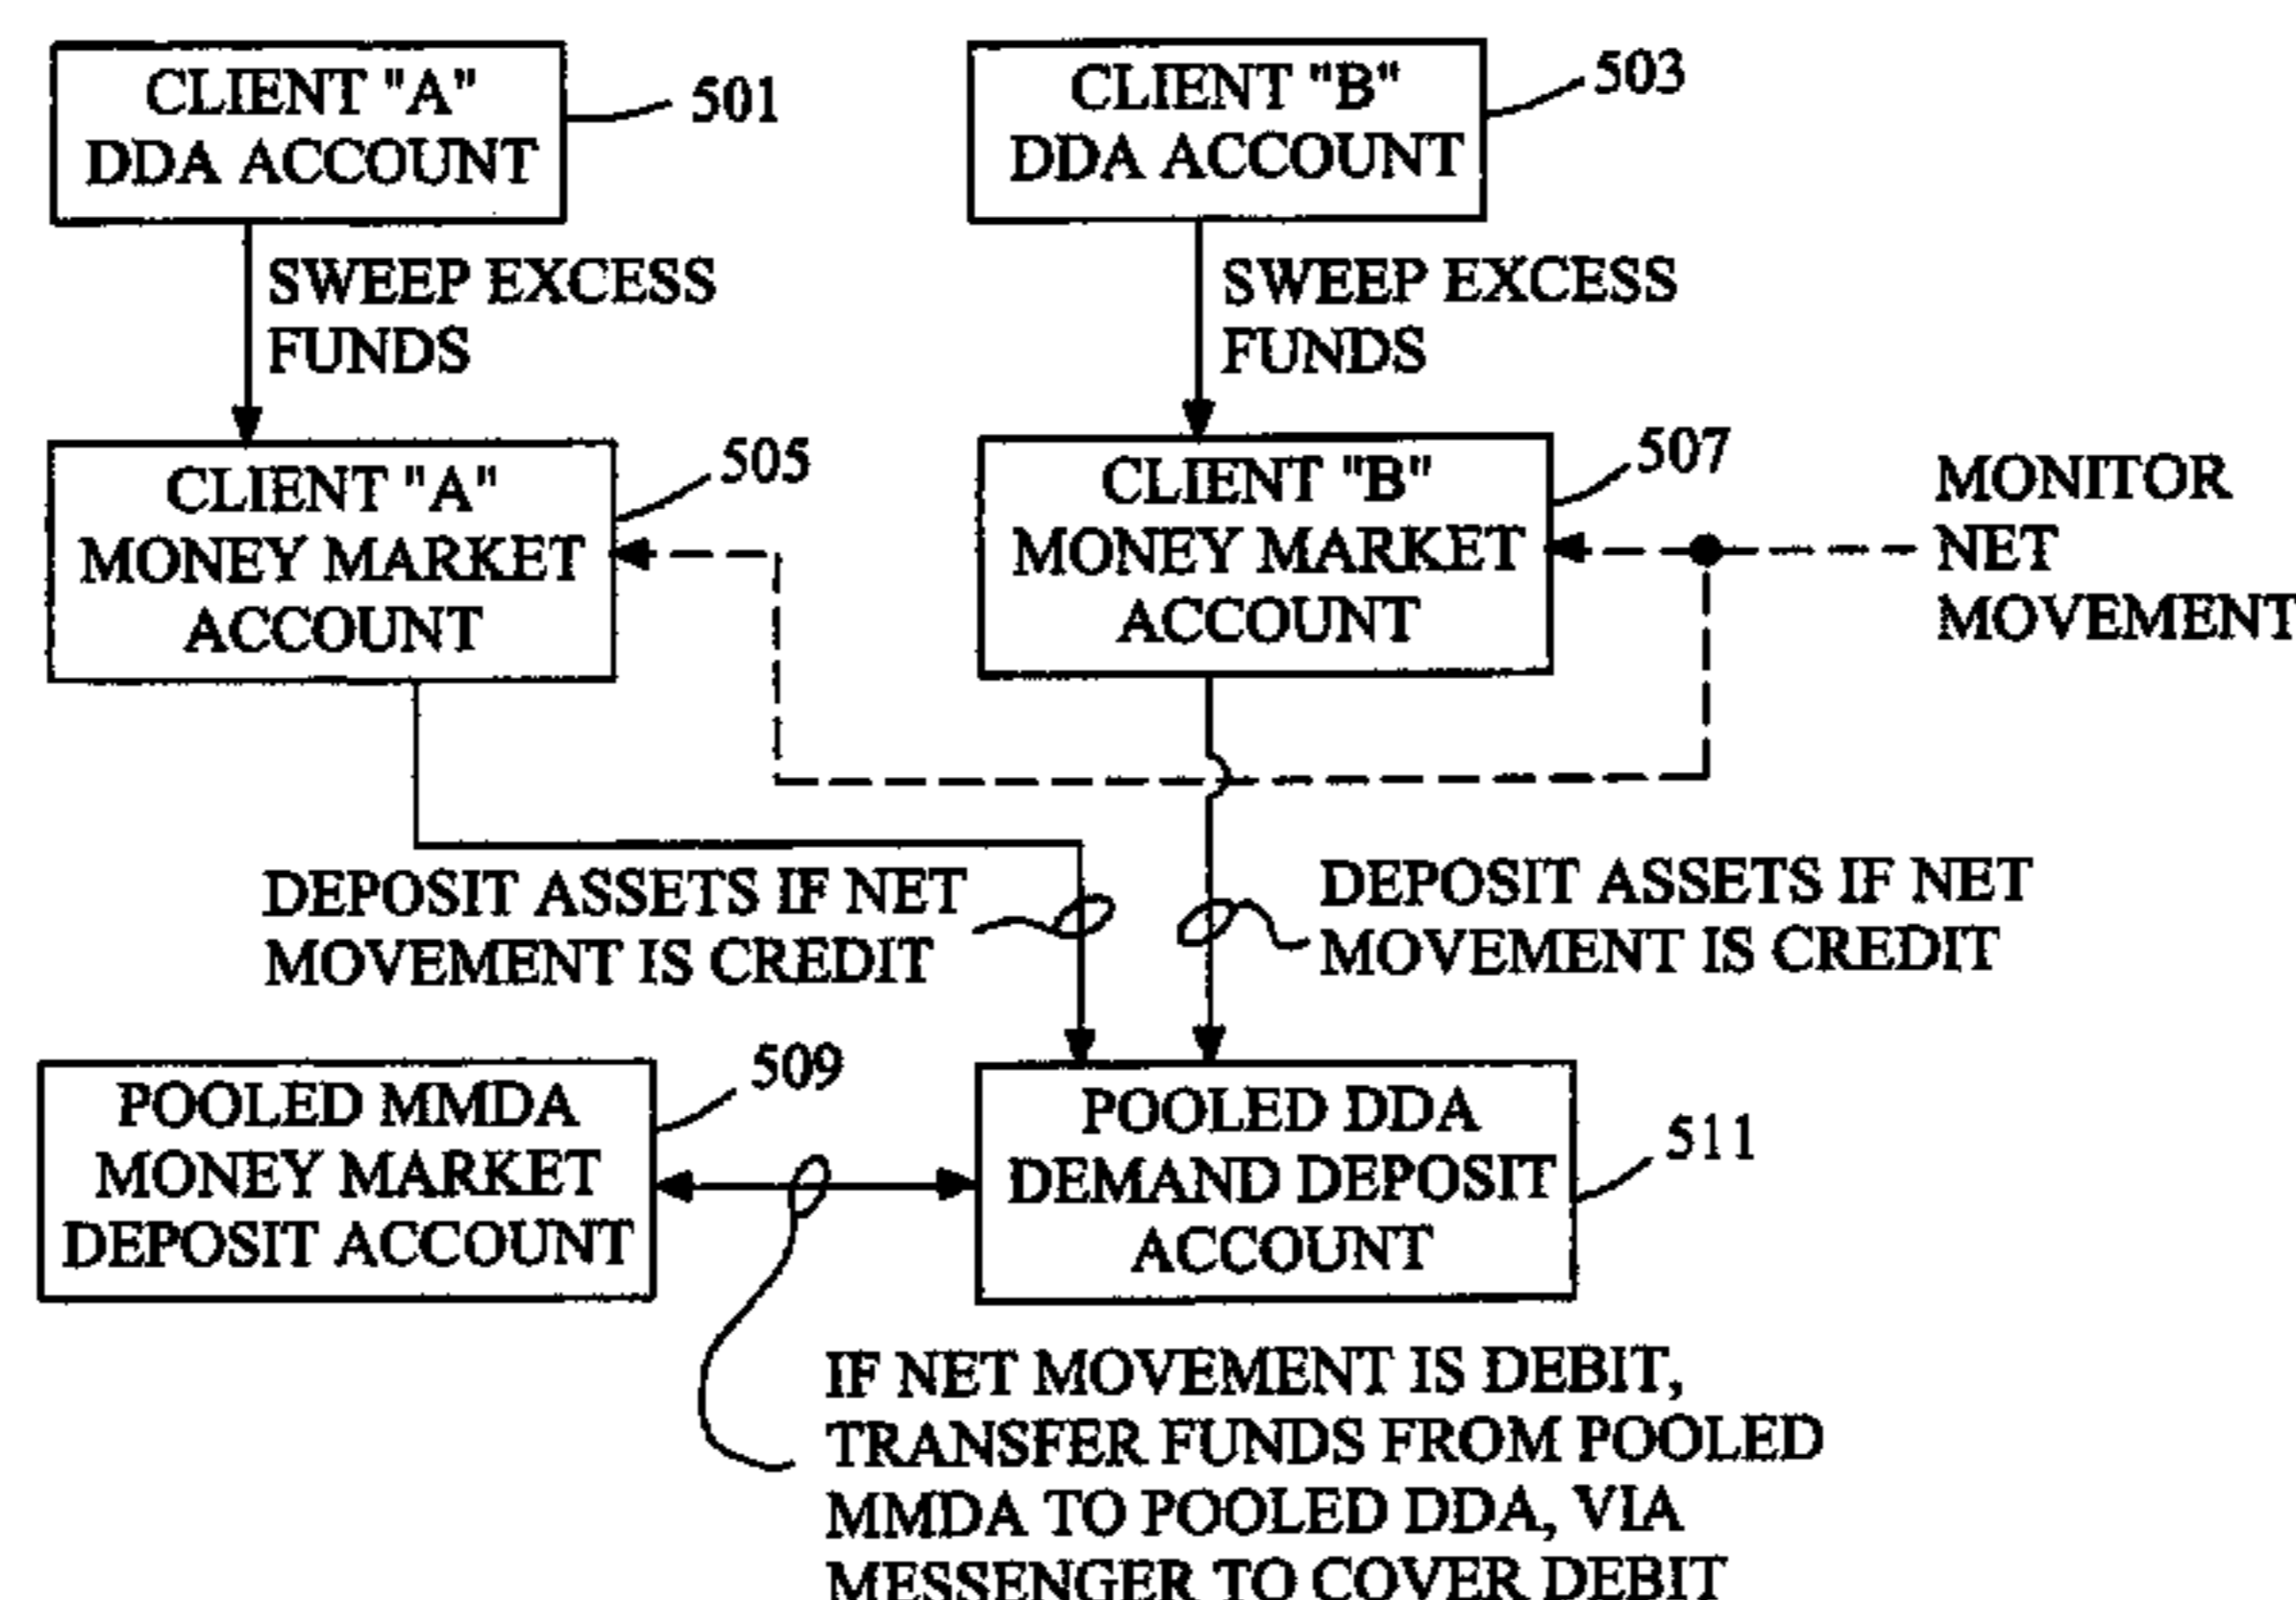 CLIENT "A"
DDA ACCOUNT
501
CLIENT "B"
DDA ACCOUNT
503
SWEEP EXCESS
FUNDS
SWEEP EXCESS
FUNDS
CLIENT "A"
MONEY MARKET
ACCOUNT
505
CLIENT "B"
MONEY MARKET
ACCOUNT
507
MONITOR
NET
MOVEMENT
DEPOSIT ASSETS IF NET
MOVEMENT IS CREDIT
DEPOSIT ASSETS IF NET
MOVEMENT IS CREDIT
POOLED MMDA
MONEY MARKET
DEPOSIT ACCOUNT
509
POOLED DDA
DEMAND DEPOSIT
ACCOUNT
511
IF NET MOVEMENT IS DEBIT,
TRANSFER FUNDS FROM POOLED
MMDA TO POOLED DDA, VIA
MESSENGER TO COVER DEBIT